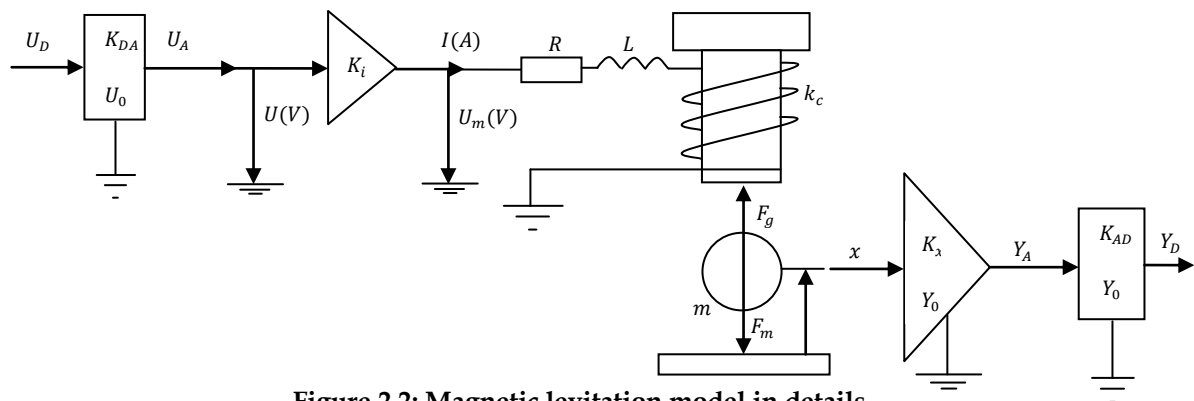 U_D
K_DA
U_0
U_A
U(V)
K_i
I(A)
U_m(V)
R
L
k_c
F_g
m
F_m
x
K_x
Y_0
Y_A
K_AD
Y_0
Y_D
Figure 2.2: Magnetic levitation model in details